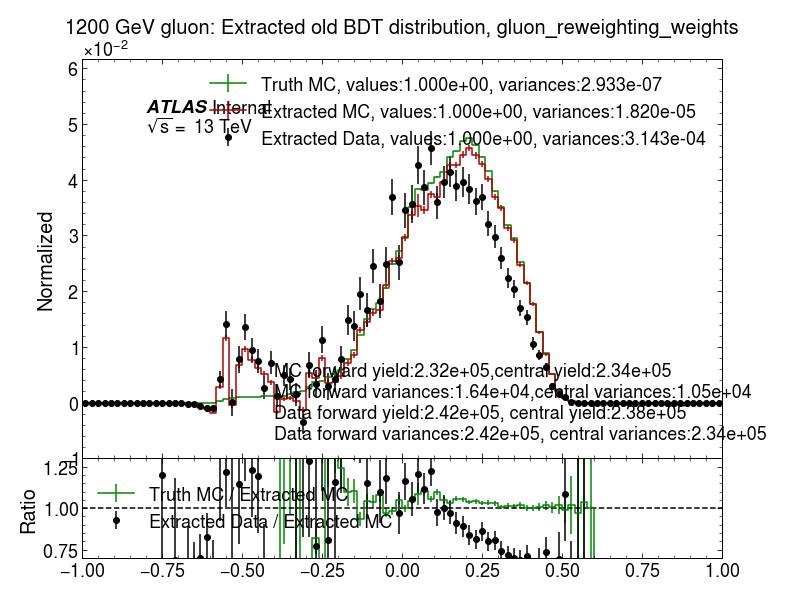 1200 GeV gluon: Extracted old BDT distribution, gluon_reweighting_weights
×10⁻²
Truth MC, values:1.000e+00, variances:2.933e-07
ATLAS Internal
Extracted MC, values:1.000e+00, variances:1.820e-05
√s = 13 TeV
Extracted Data, values:1.000e+00, variances:3.143e-04
6
5
4
3
2
1
0
Normalized
MC forward yield:2.32e+05,central yield:2.34e+05
MC forward variances:1.64e+04,central variances:1.05e+04
Data forward yield:2.42e+05, central yield:2.38e+05
Data forward variances:2.42e+05, central variances:2.34e+05
1
1.25
1.00
0.75
Ratio
Truth MC / Extracted MC
Extracted Data / Extracted MC
−1.00 −0.75 −0.50 −0.25 0.00 0.25 0.50 0.75 1.00